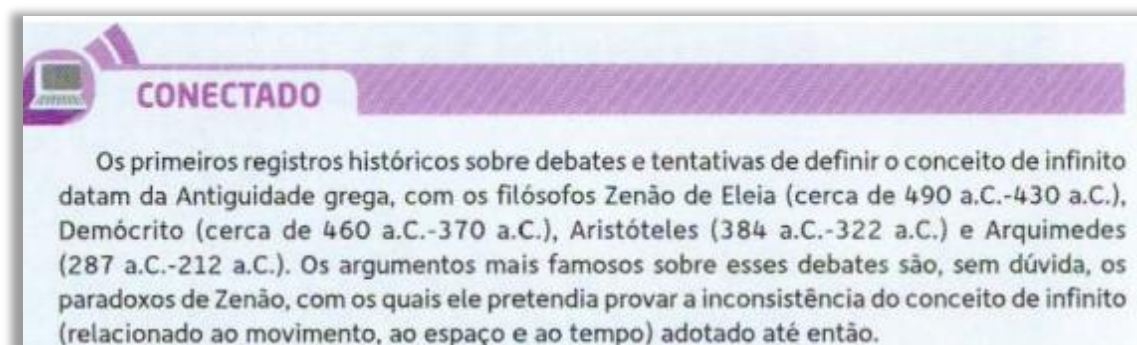 CONECTADO
Os primeiros registros históricos sobre debates e tentativas de definir o conceito de infinito
datam da Antiguidade grega, com os filósofos Zenão de Eleia (cerca de 490 a.C.-430 a.C.),
Demócrito (cerca de 460 a.C.-370 a.C.), Aristóteles (384 a.C.-322 a.C.) e Arquimedes
(287 a.C.-212 a.C.). Os argumentos mais famosos sobre esses debates são, sem dúvida, os
paradoxos de Zenão, com os quais ele pretendia provar a inconsistência do conceito de infinito
(relacionado ao movimento, ao espaço e ao tempo) adotado até então.